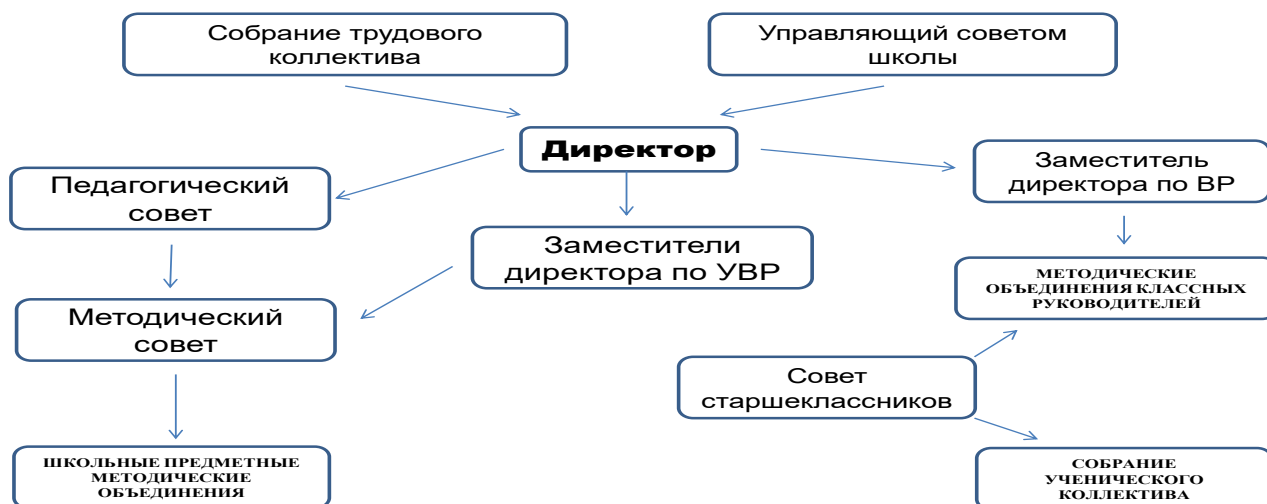 Собрание трудового
коллектива
Управляющий советом
школы
Директор
Заместитель
директора по ВР
Педагогический
совет
Заместители
директора по УВР
МЕТОДИЧЕСКИЕ
ОБЪЕДИНЕНИЯ КЛАССНЫХ
РУКОВОДИТЕЛЕЙ
Методический
совет
Совет
старшеклассников
ШКОЛЬНЫЕ ПРЕДМЕТНЫЕ
МЕТОДИЧЕСКИЕ
ОБЪЕДИНЕНИЯ
СОБРАНИЕ
УЧЕНИЧЕСКОГО
КОЛЛЕКТИВА